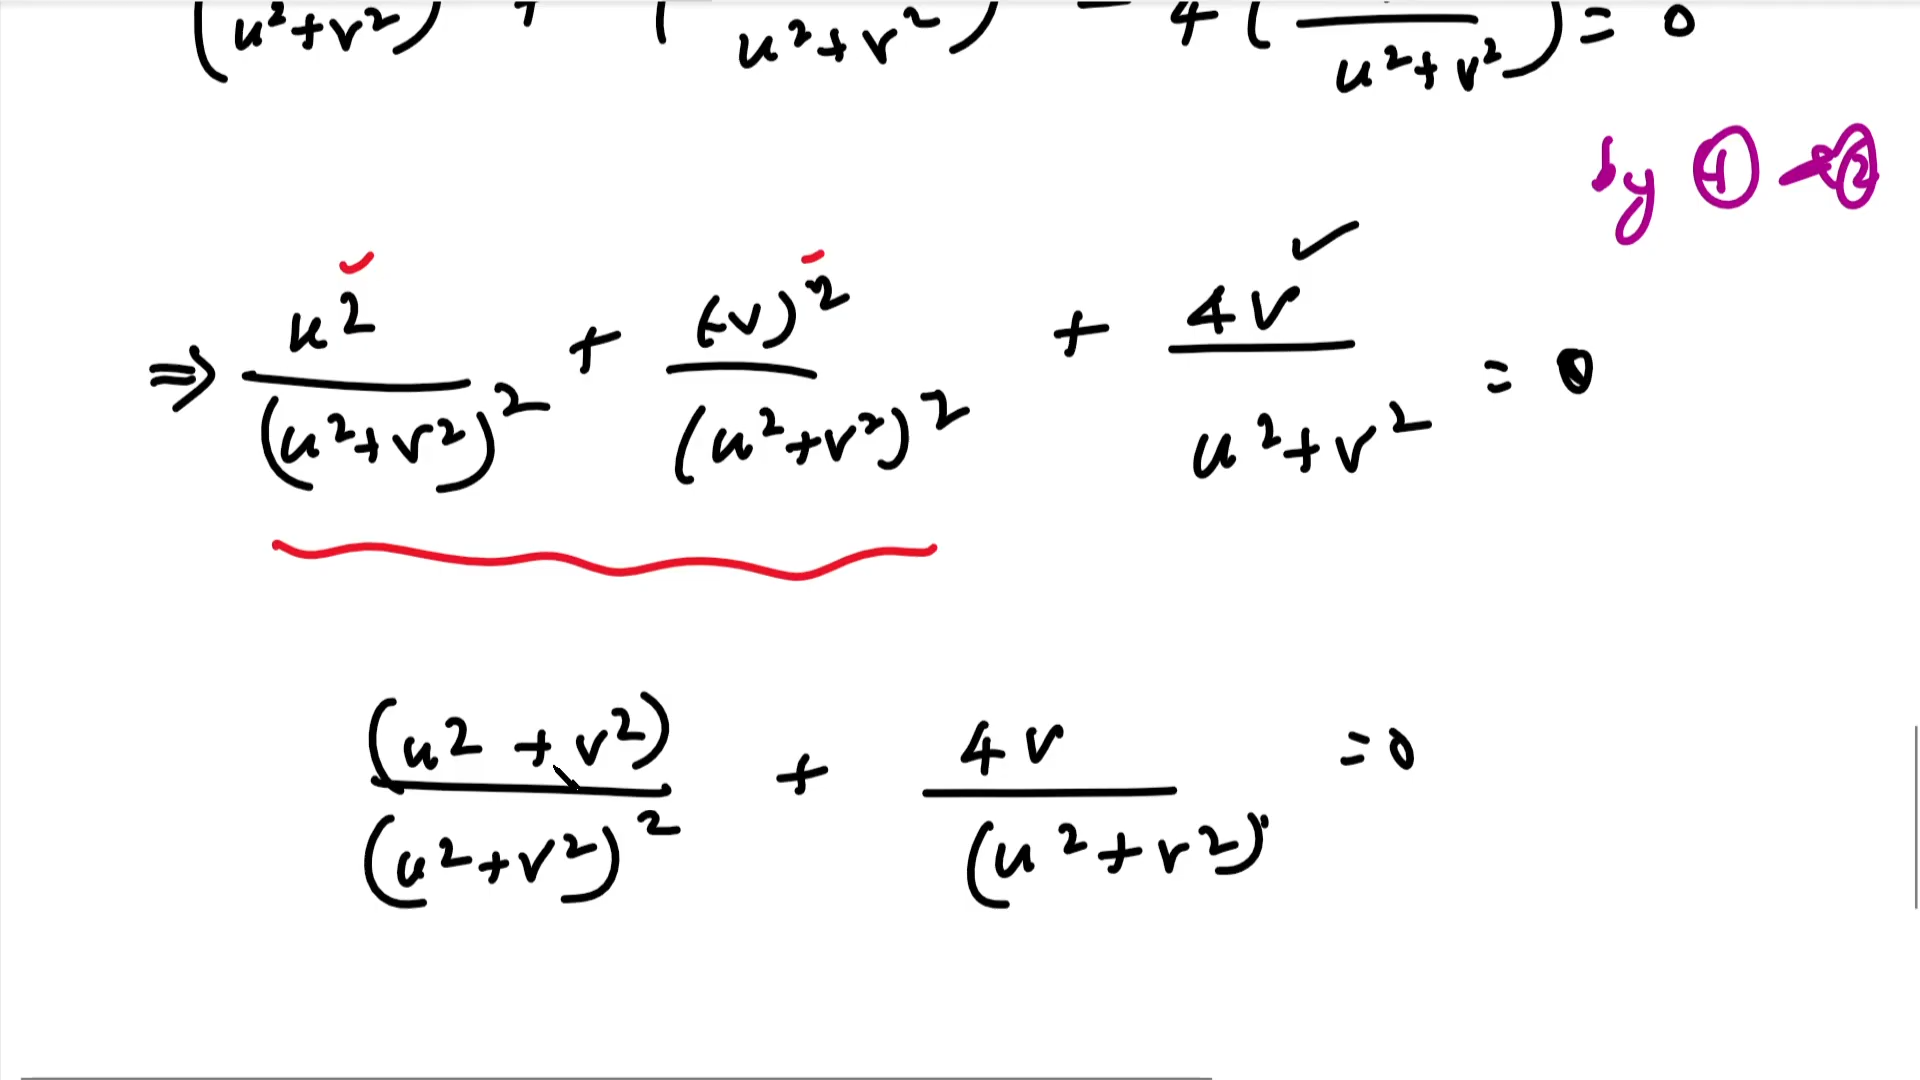 (u²+v²) + ( u²+v²) - 4 ( u²+v² ) = 0
by ① & ②
⇒ u²/(u²+v²)² + (-v)²/(u²+v²)² + 4v/u²+v² = 0
(u² + v²)/(u²+v²)² + 4v/(u²+v²) = 0